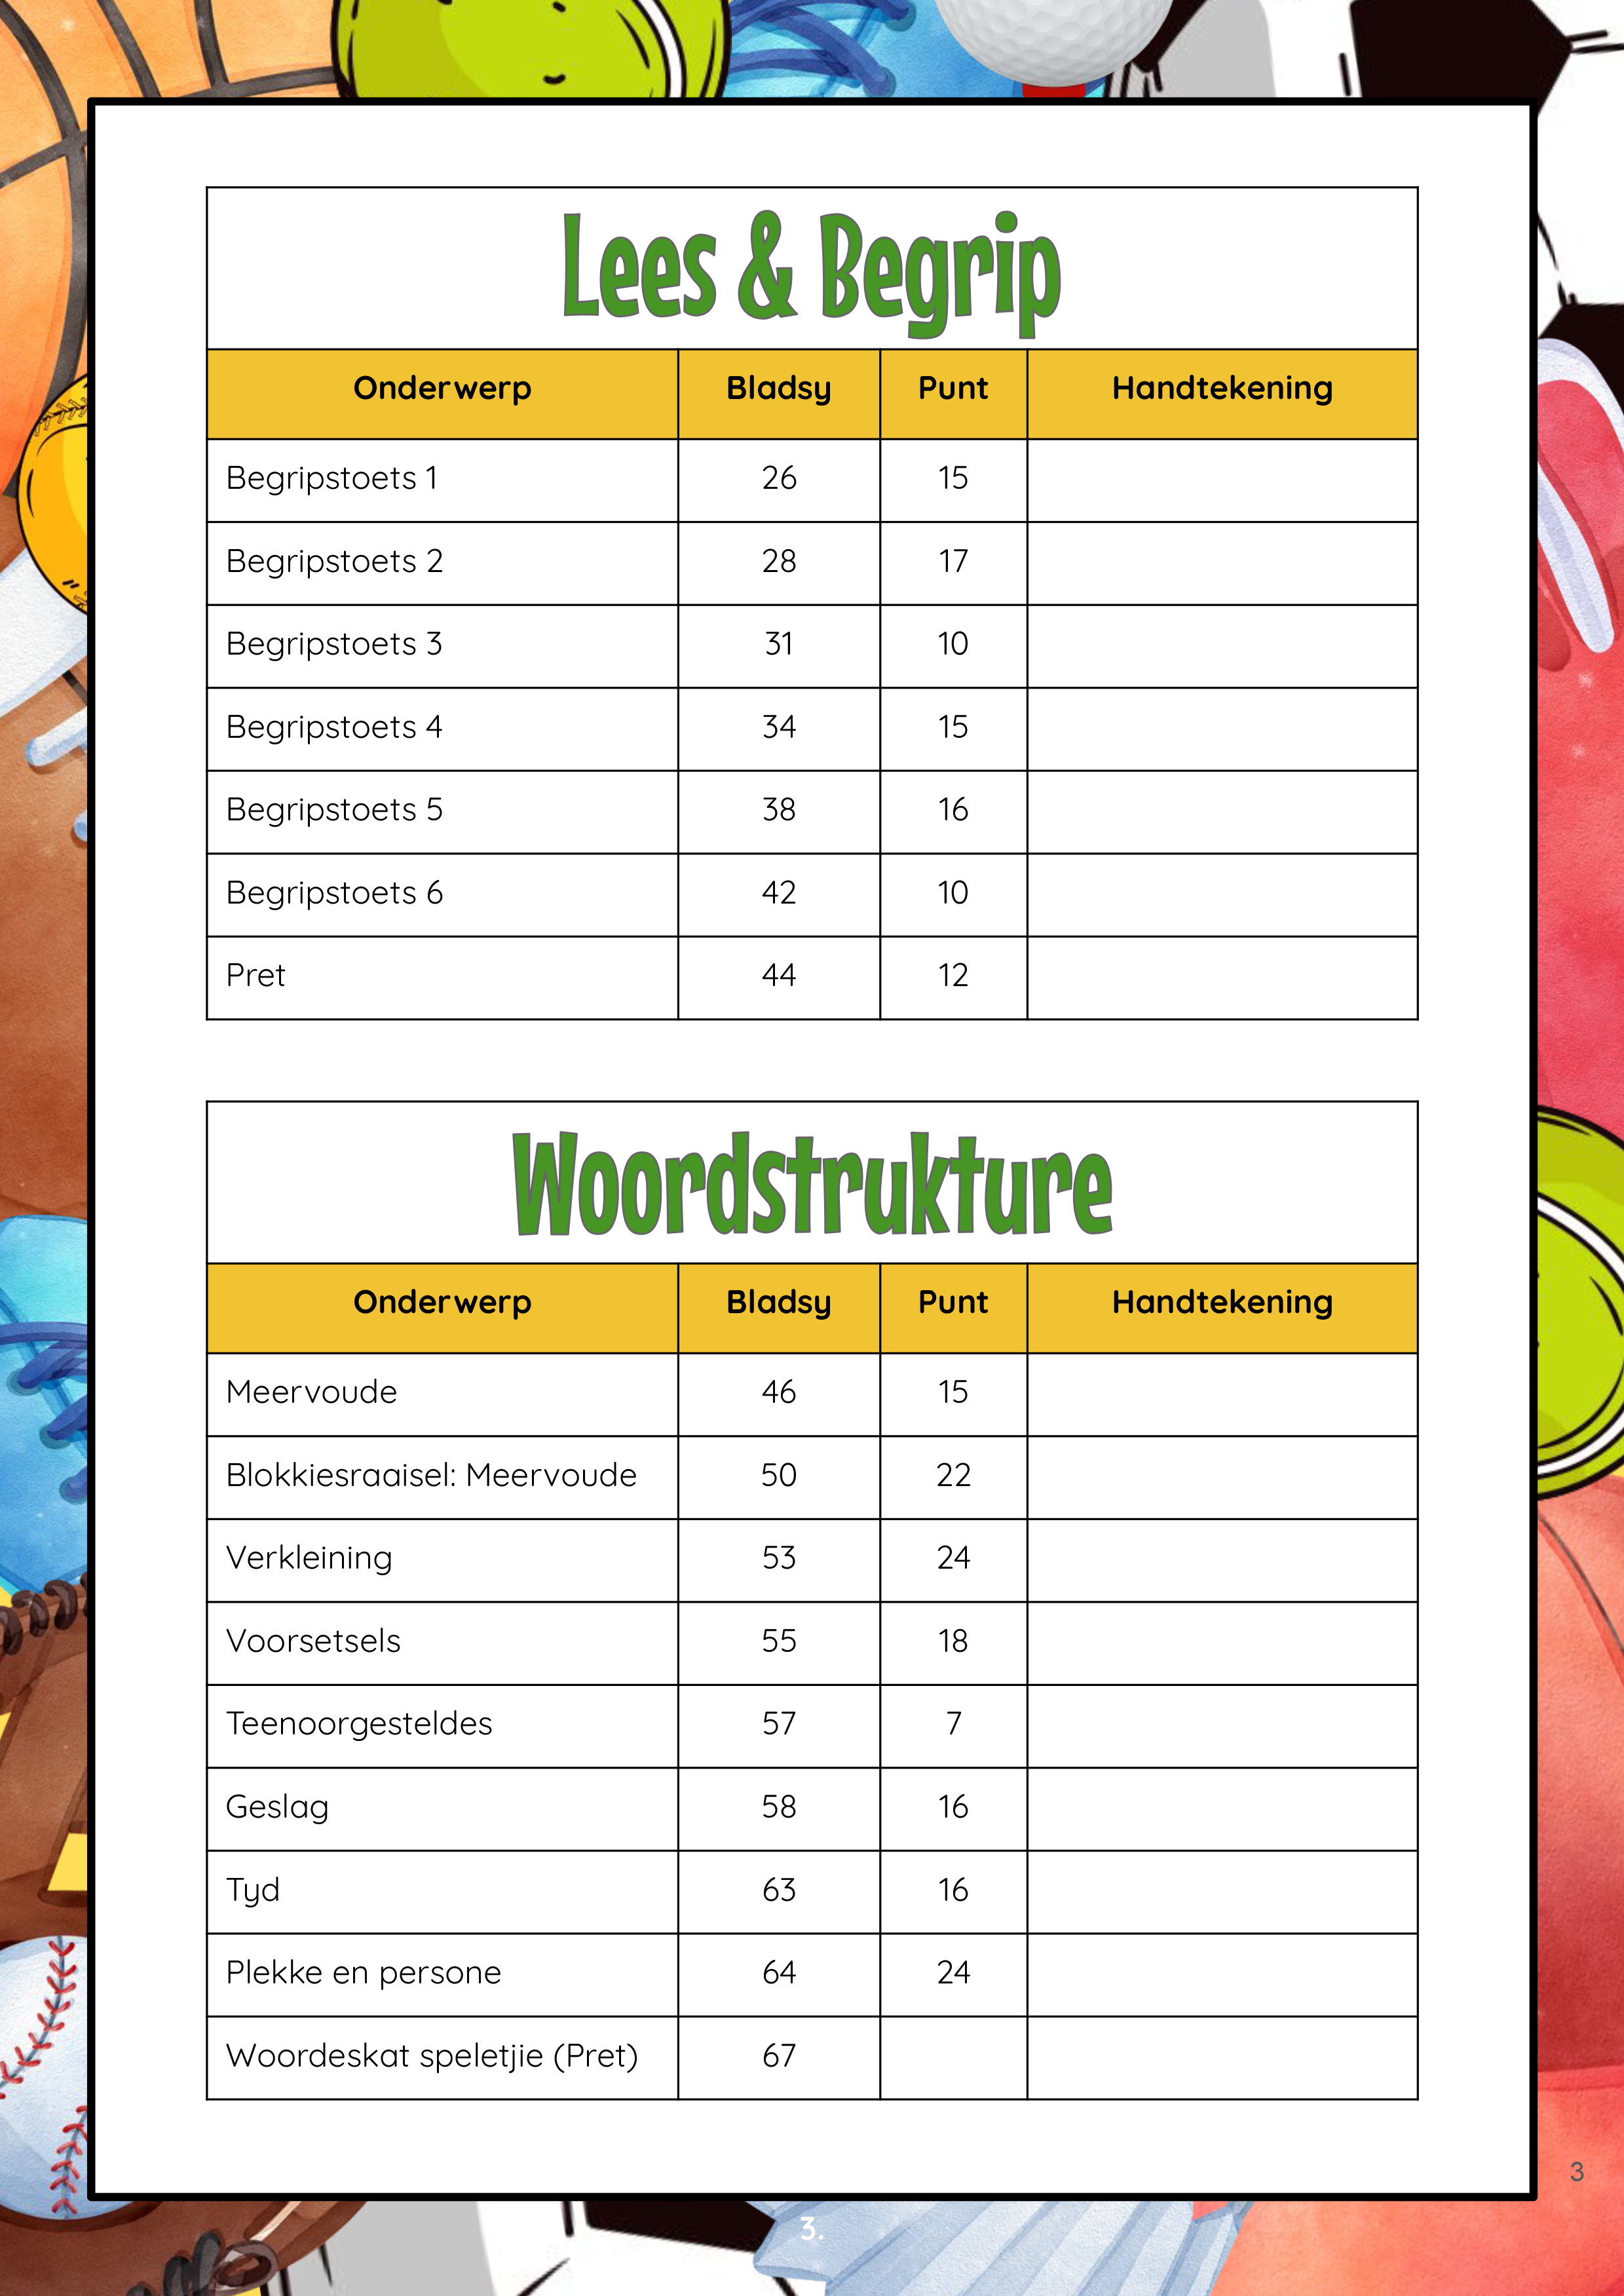 Lees & Begrip
Onderwerp Bladsy Punt Handtekening
Begripstoets 1 26 15
Begripstoets 2 28 17
Begripstoets 3 31 10
Begripstoets 4 34 15
Begripstoets 5 38 16
Begripstoets 6 42 10
Pret 44 12
Woordstrukture
Onderwerp Bladsy Punt Handtekening
Meervoude 46 15
Blokkiesraaisel: Meervoude 50 22
Verkleining 53 24
Voorsetsels 55 18
Teenoorgesteldes 57 7
Geslag 58 16
Tyd 63 16
Plekke en persone 64 24
Woordeskat speletjie (Pret) 67
3
3.